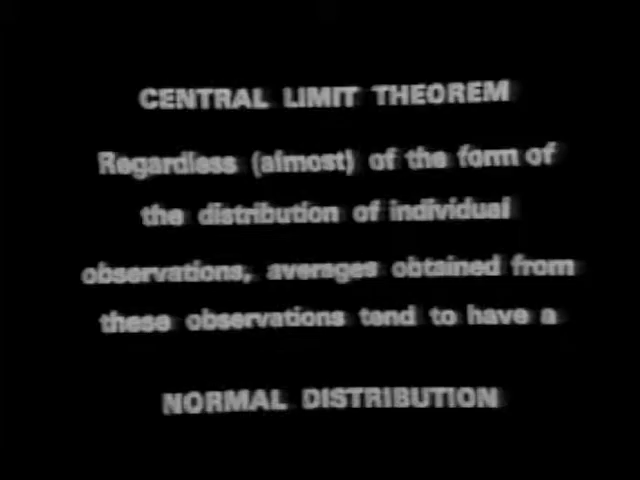 CENTRAL LIMIT THEOREM
Regardless (almost) of the form of
the distribution of individual
observations, averages obtained from
these observations tend to have a
NORMAL DISTRIBUTION